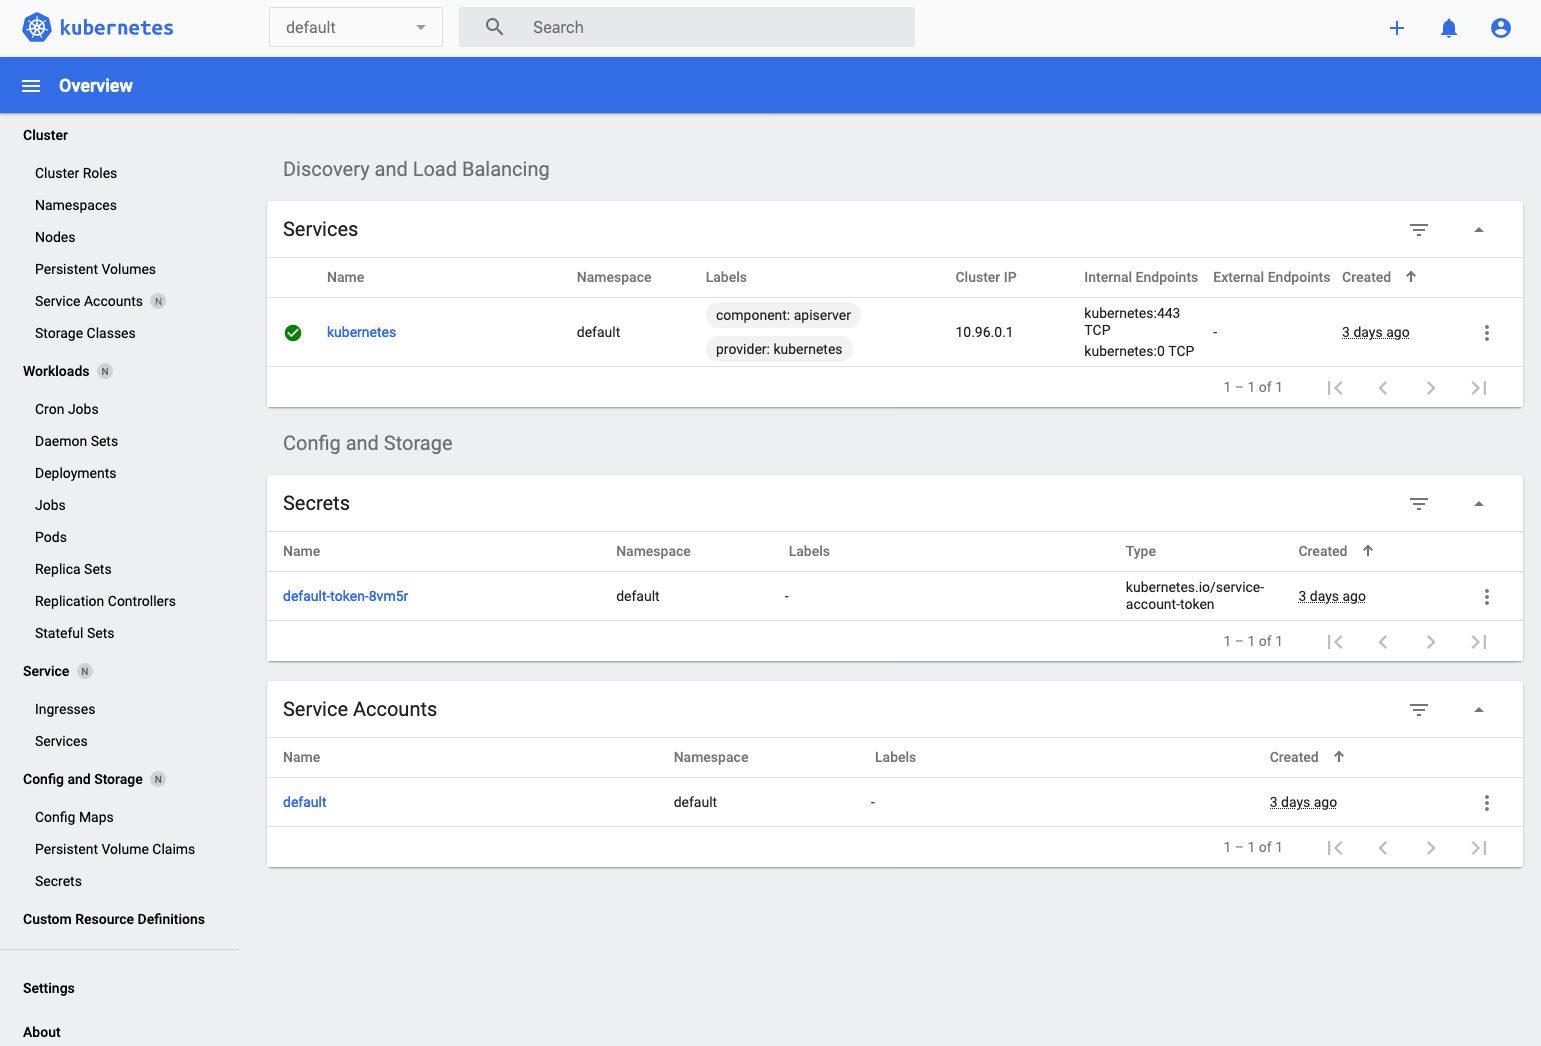 kubernetes
default
Search
Overview
Cluster
Cluster Roles
Namespaces
Nodes
Persistent Volumes
Service Accounts N
Storage Classes
Workloads N
Cron Jobs
Daemon Sets
Deployments
Jobs
Pods
Replica Sets
Replication Controllers
Stateful Sets
Service N
Ingresses
Services
Config and Storage N
Config Maps
Persistent Volume Claims
Secrets
Custom Resource Definitions
Settings
About
Discovery and Load Balancing
Services
Name Namespace Labels Cluster IP Internal Endpoints External Endpoints Created
kubernetes default component: apiserver provider: kubernetes 10.96.0.1 kubernetes:443 TCP kubernetes:0 TCP - 3 days ago
1 – 1 of 1
Config and Storage
Secrets
Name Namespace Labels Type Created
default-token-8vm5r default - kubernetes.io/service-account-token 3 days ago
1 – 1 of 1
Service Accounts
Name Namespace Labels Created
default default - 3 days ago
1 – 1 of 1